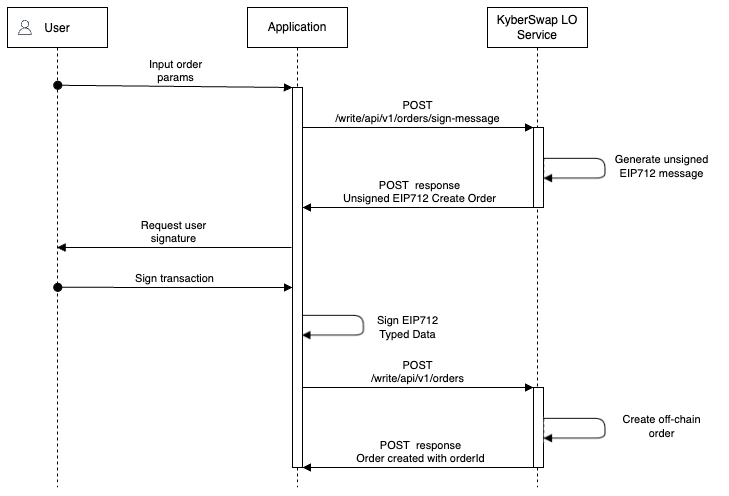 User
Application
KyberSwap LO
Service
Input order
params
POST
/write/api/v1/orders/sign-message
Generate unsigned
EIP712 message
POST  response
Unsigned EIP712 Create Order
Request user
signature
Sign transaction
Sign EIP712
Typed Data
POST
/write/api/v1/orders
Create off-chain
order
POST  response
Order created with orderId